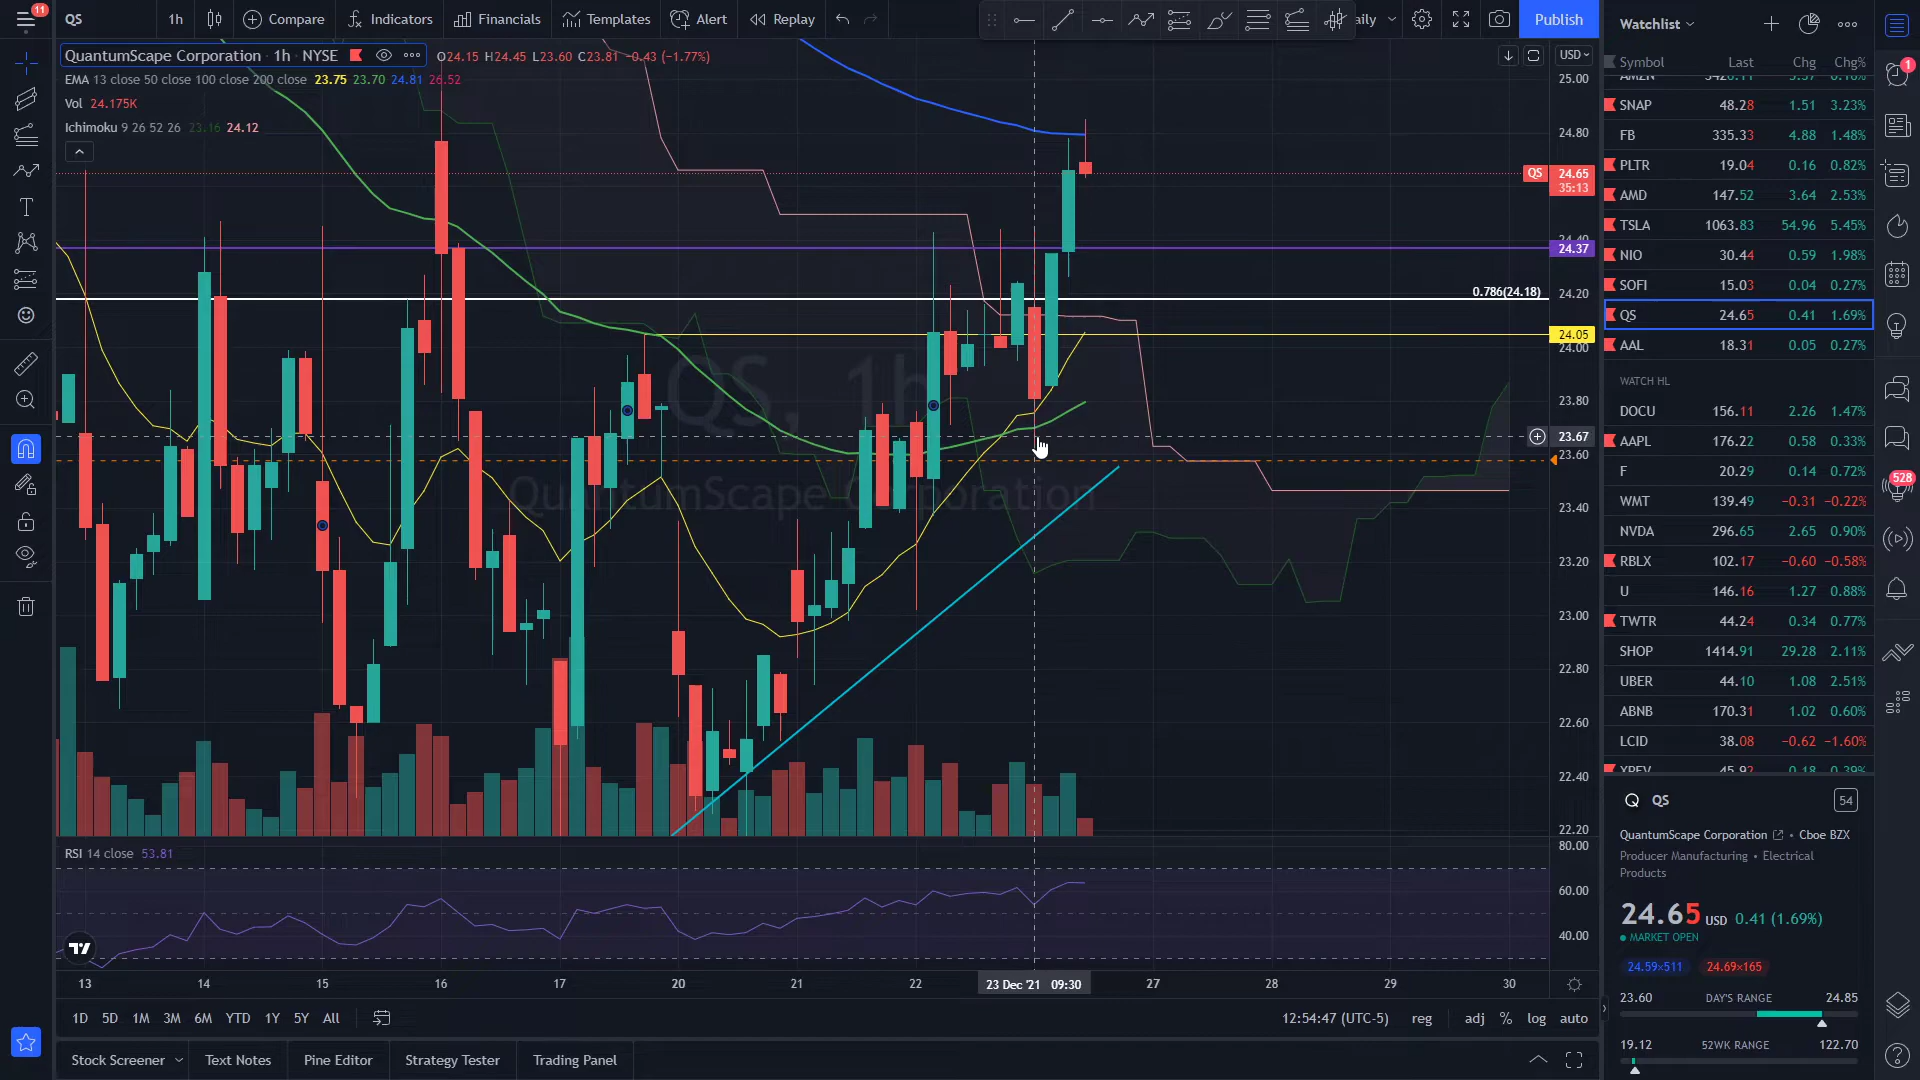 11
QS
1h
Compare
Indicators
Financials
Templates
Alert
Replay
aily
Publish
QuantumScape Corporation · 1h · NYSE
O24.15 H24.45 L23.60 C23.81 −0.43 (−1.77%)
EMA 13 close 50 close 100 close 200 close 23.75 23.70 24.81 26.52
Vol 24.175K
Ichimoku 9 26 52 26 23.16 24.12
QS, 1h
QuantumScape Corporation
0.786(24.18)
USD
25.00
24.80
QS 24.65
35:13
24.40
24.37
24.20
24.05
24.00
23.80
23.67
23.60
23.40
23.20
23.00
22.80
22.60
22.40
22.20
RSI 14 close 53.81
80.00
60.00
40.00
13 14 15 16 17 20 21 22 23 Dec '21 09:30 27 28 29 30
1D 5D 1M 3M 6M YTD 1Y 5Y All
12:54:47 (UTC-5) reg adj % log auto
Stock Screener
Text Notes
Pine Editor
Strategy Tester
Trading Panel
Watchlist
Symbol Last Chg Chg%
SNAP 48.28 1.51 3.23%
FB 335.33 4.88 1.48%
PLTR 19.04 0.16 0.82%
AMD 147.52 3.64 2.53%
TSLA 1063.83 54.96 5.45%
NIO 30.44 0.59 1.98%
SOFI 15.03 0.04 0.27%
QS 24.65 0.41 1.69%
AAL 18.31 0.05 0.27%
WATCH HL
DOCU 156.11 2.26 1.47%
AAPL 176.22 0.58 0.33%
F 20.29 0.14 0.72%
WMT 139.49 −0.31 −0.22%
NVDA 296.65 2.65 0.90%
RBLX 102.17 −0.60 −0.58%
U 146.16 1.27 0.88%
TWTR 44.24 0.34 0.77%
SHOP 1414.91 29.28 2.11%
UBER 44.10 1.08 2.51%
ABNB 170.31 1.02 0.60%
LCID 38.08 −0.62 −1.60%
QS
54
QuantumScape Corporation • Cboe BZX
Producer Manufacturing • Electrical
Products
24.65 USD 0.41 (1.69%)
MARKET OPEN
24.59×511 24.69×165
23.60 DAY'S RANGE 24.85
19.12 52WK RANGE 122.70
1
528